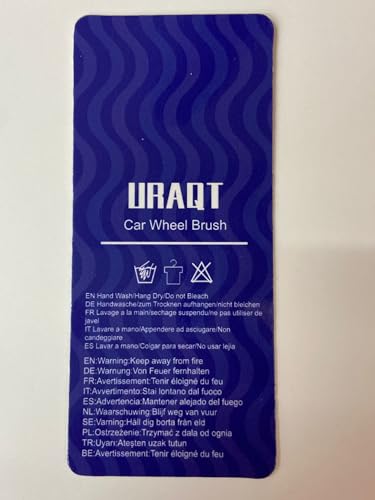 URAQT
Car Wheel Brush
EN Hand Wash/Hang Dry/Do not Bleach
DE Handwasche/zum Trocknen aufhangen/nicht bleichen
FR Lavage a la main/sechage suspendu/ne pas utiliser de
javel
IT Lavare a mano/Appendere ad asciugare/Non
candeggiare
ES Lavar a mano/Colgar para secar/No usar lejia
EN:Warning:Keep away from fire
DE:Warnung:Von Feuer fernhalten
FR:Avertissement:Tenir éloigné du feu
IT:Avvertimento:Stai lontano dal fuoco
ES:Advertencia:Mantener alejado del fuego
NL:Waarschuwing:Blijf weg van vuur
SE:Varning:Håll dig borta från eld
PL:Ostrzeżenie:Trzymać z dala od ognia
TR:Uyarı:Ateşten uzak tutun
BE:Avertissement:Tenir éloigné du feu